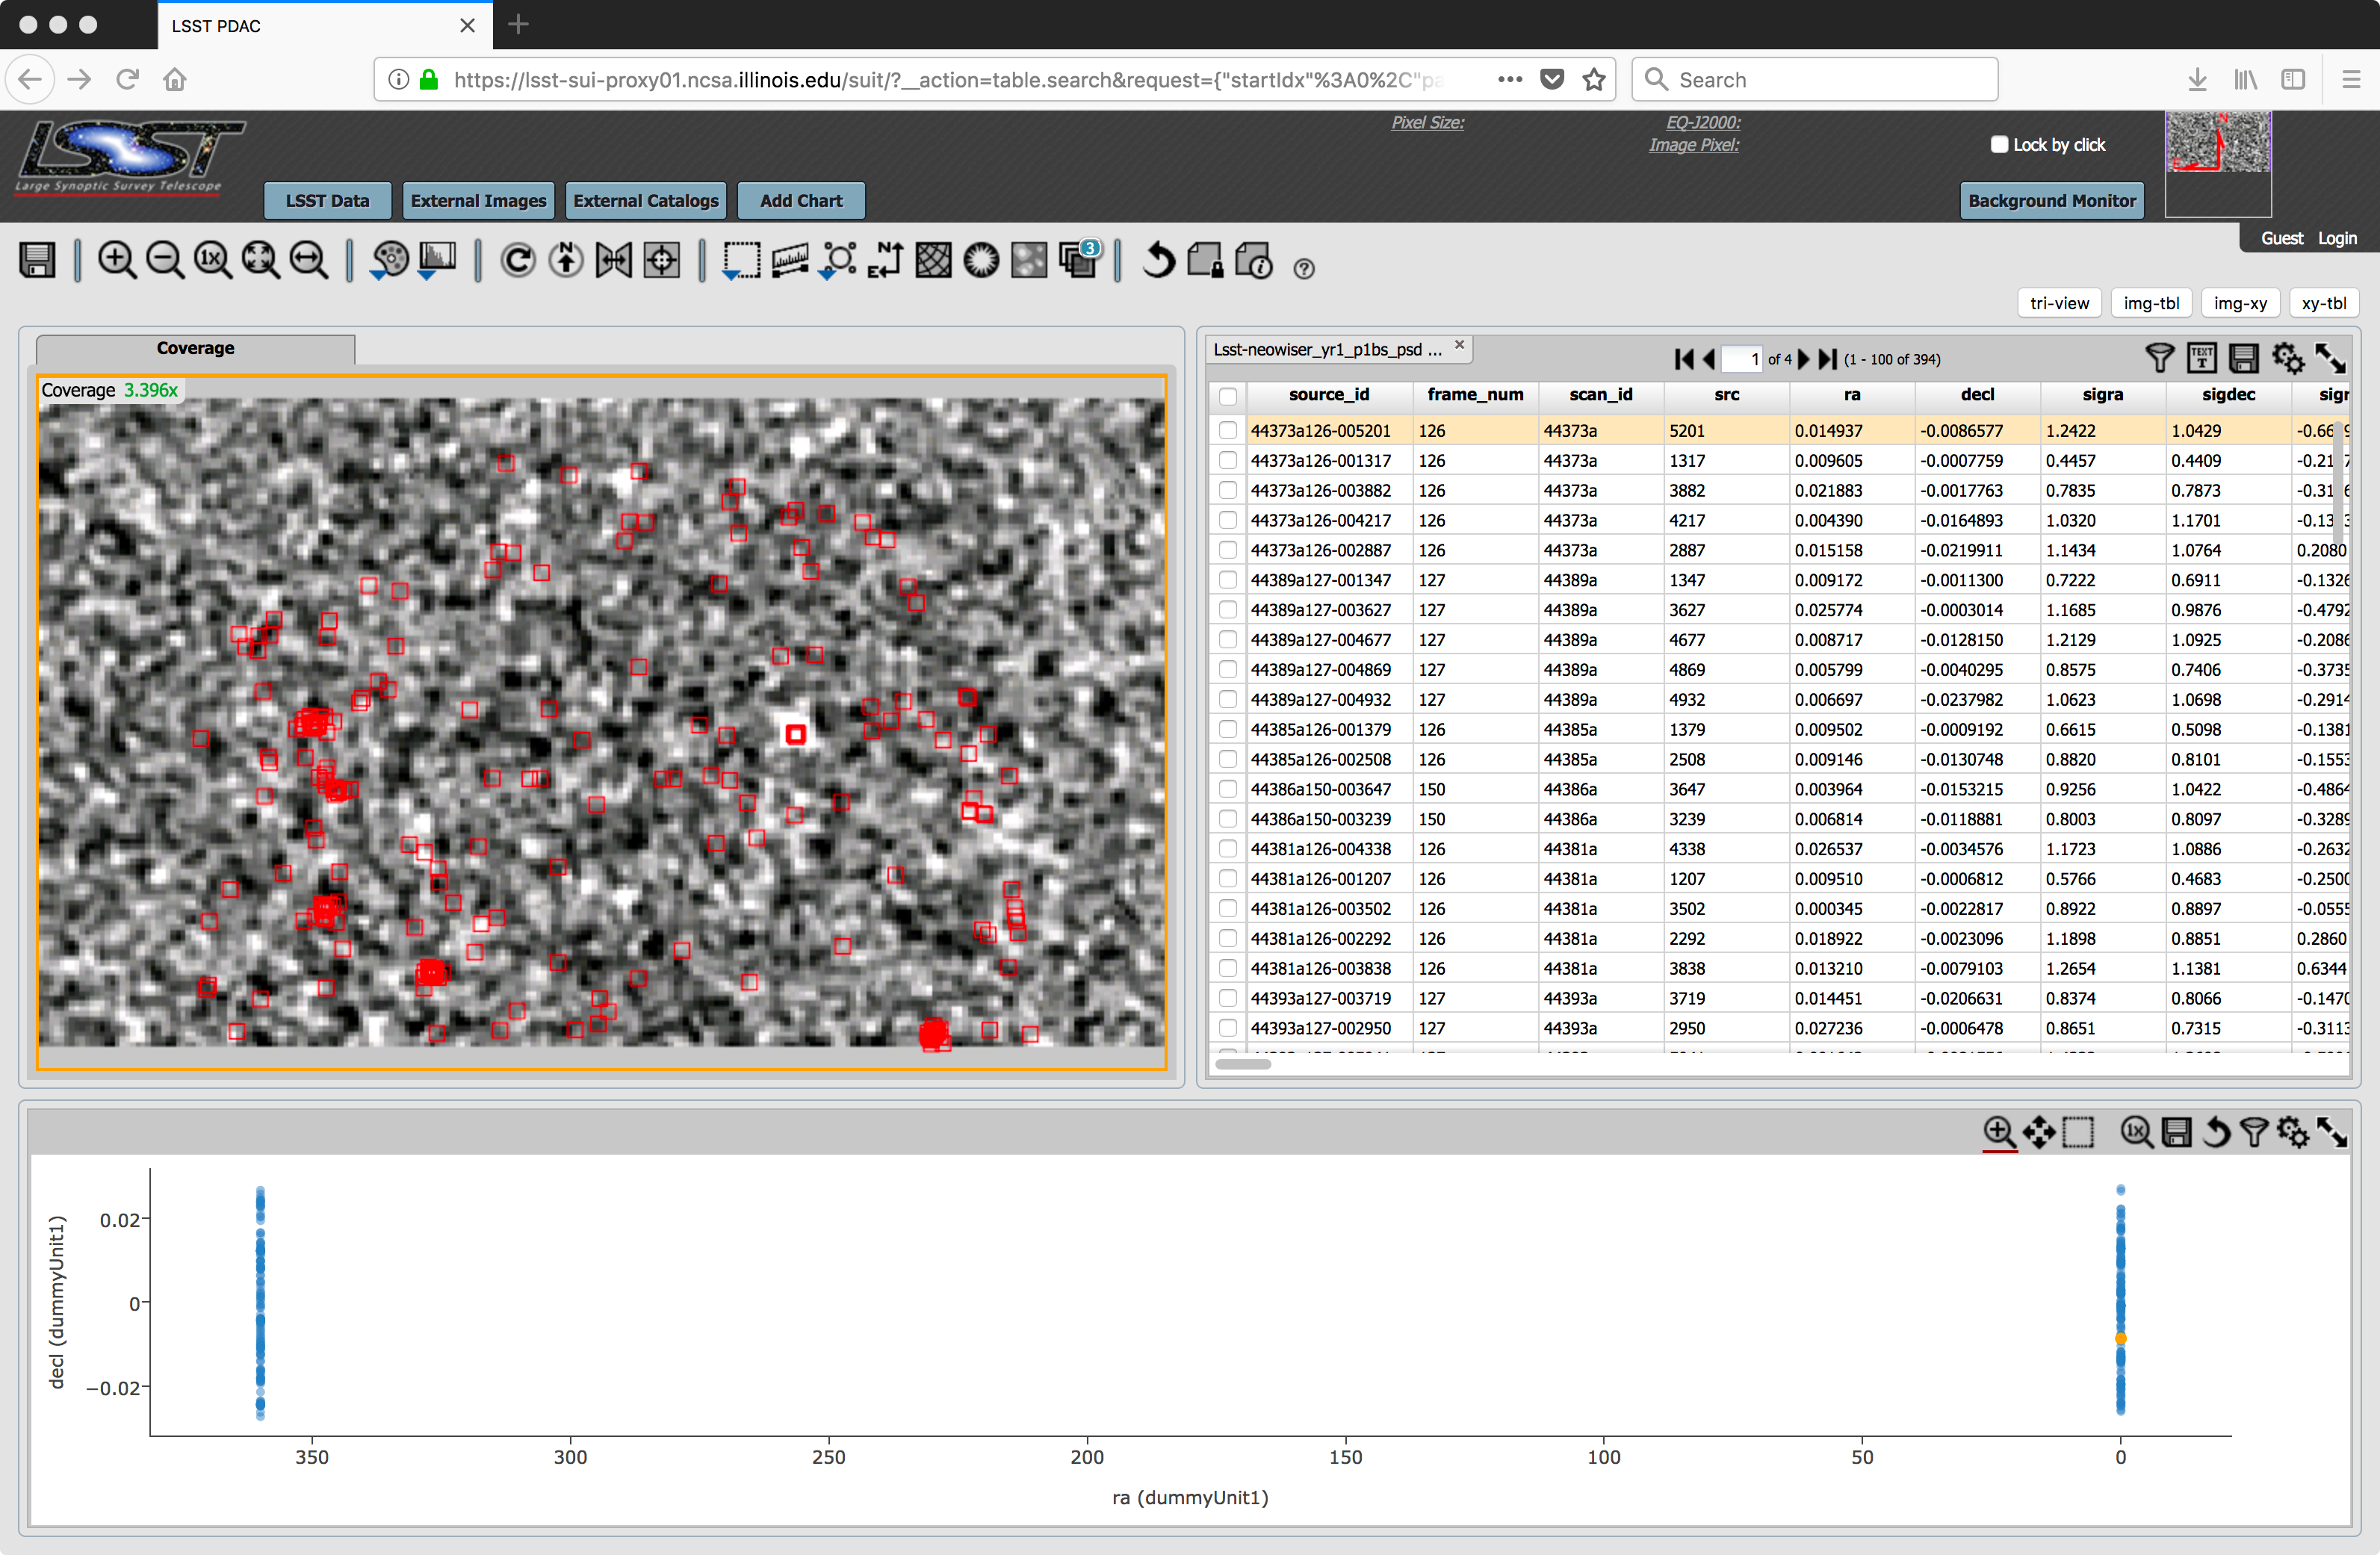 LSST PDAC
https://lsst-sui-proxy01.ncsa.illinois.edu/suit/?__action=table.search&request={"startIdx"%3A0%2C"pa
Search
LSST
Large Synoptic Survey Telescope
Pixel Size:
EQ-J2000:
Image Pixel:
Lock by click
N
E
LSST Data
External Images
External Catalogs
Add Chart
Background Monitor
Guest Login
1x
N
N
E
3
tri-view
img-tbl
img-xy
xy-tbl
Coverage
Coverage 3.396x
Lsst-neowiser_yr1_p1bs_psd ...
1 of 4 (1 - 100 of 394)
TEXT
T
source_id frame_num scan_id src ra decl sigra sigdec sigr
44373a126-005201 126 44373a 5201 0.014937 -0.0086577 1.2422 1.0429
44373a126-001317 126 44373a 1317 0.009605 -0.0007759 0.4457 0.4409
44373a126-003882 126 44373a 3882 0.021883 -0.0017763 0.7835 0.7873
44373a126-004217 126 44373a 4217 0.004390 -0.0164893 1.0320 1.1701
44373a126-002887 126 44373a 2887 0.015158 -0.0219911 1.1434 1.0764 0.2080
44389a127-001347 127 44389a 1347 0.009172 -0.0011300 0.7222 0.6911 -0.1326
44389a127-003627 127 44389a 3627 0.025774 -0.0003014 1.1685 0.9876 -0.4792
44389a127-004677 127 44389a 4677 0.008717 -0.0128150 1.2129 1.0925 -0.2086
44389a127-004869 127 44389a 4869 0.005799 -0.0040295 0.8575 0.7406 -0.3735
44389a127-004932 127 44389a 4932 0.006697 -0.0237982 1.0623 1.0698 -0.2914
44385a126-001379 126 44385a 1379 0.009502 -0.0009192 0.6615 0.5098 -0.1381
44385a126-002508 126 44385a 2508 0.009146 -0.0130748 0.8820 0.8101 -0.1553
44386a150-003647 150 44386a 3647 0.003964 -0.0153215 0.9256 1.0422 -0.4864
44386a150-003239 150 44386a 3239 0.006814 -0.0118881 0.8003 0.8097 -0.3289
44381a126-004338 126 44381a 4338 0.026537 -0.0034576 1.1723 1.0886 -0.2632
44381a126-001207 126 44381a 1207 0.009510 -0.0006812 0.5766 0.4683 -0.2500
44381a126-003502 126 44381a 3502 0.000345 -0.0022817 0.8922 0.8897 -0.0555
44381a126-002292 126 44381a 2292 0.018922 -0.0023096 1.1898 0.8851 0.2860
44381a126-003838 126 44381a 3838 0.013210 -0.0079103 1.2654 1.1381 0.6344
44393a127-003719 127 44393a 3719 0.014451 -0.0206631 0.8374 0.8066 -0.1470
44393a127-002950 127 44393a 2950 0.027236 -0.0006478 0.8651 0.7315 -0.3113
1x
decl (dummyUnit1)
0.02
0
−0.02
350 300 250 200 150 100 50 0
ra (dummyUnit1)